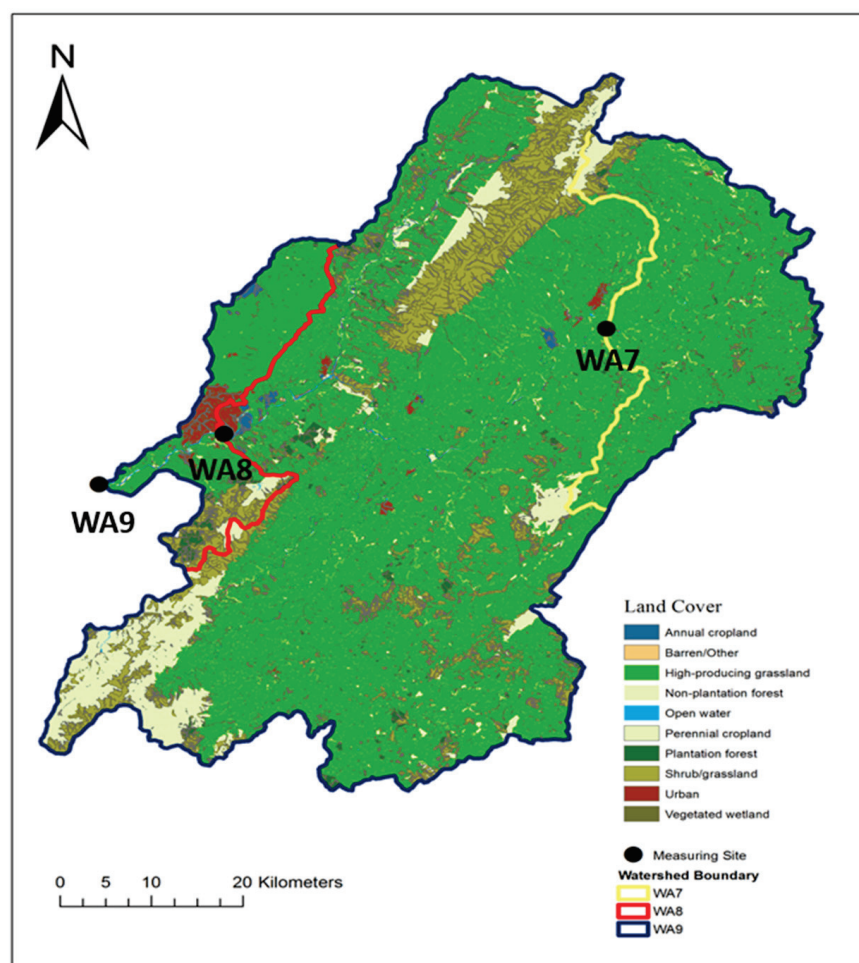 N
WA7
WA8
WA9
Land Cover
Annual cropland
Barren/Other
High-producing grassland
Non-plantation forest
Open water
Perennial cropland
Plantation forest
Shrub/grassland
Urban
Vegetated wetland
Measuring Site
Watershed Boundary
WA7
WA8
WA9
0 5 10 20 Kilometers